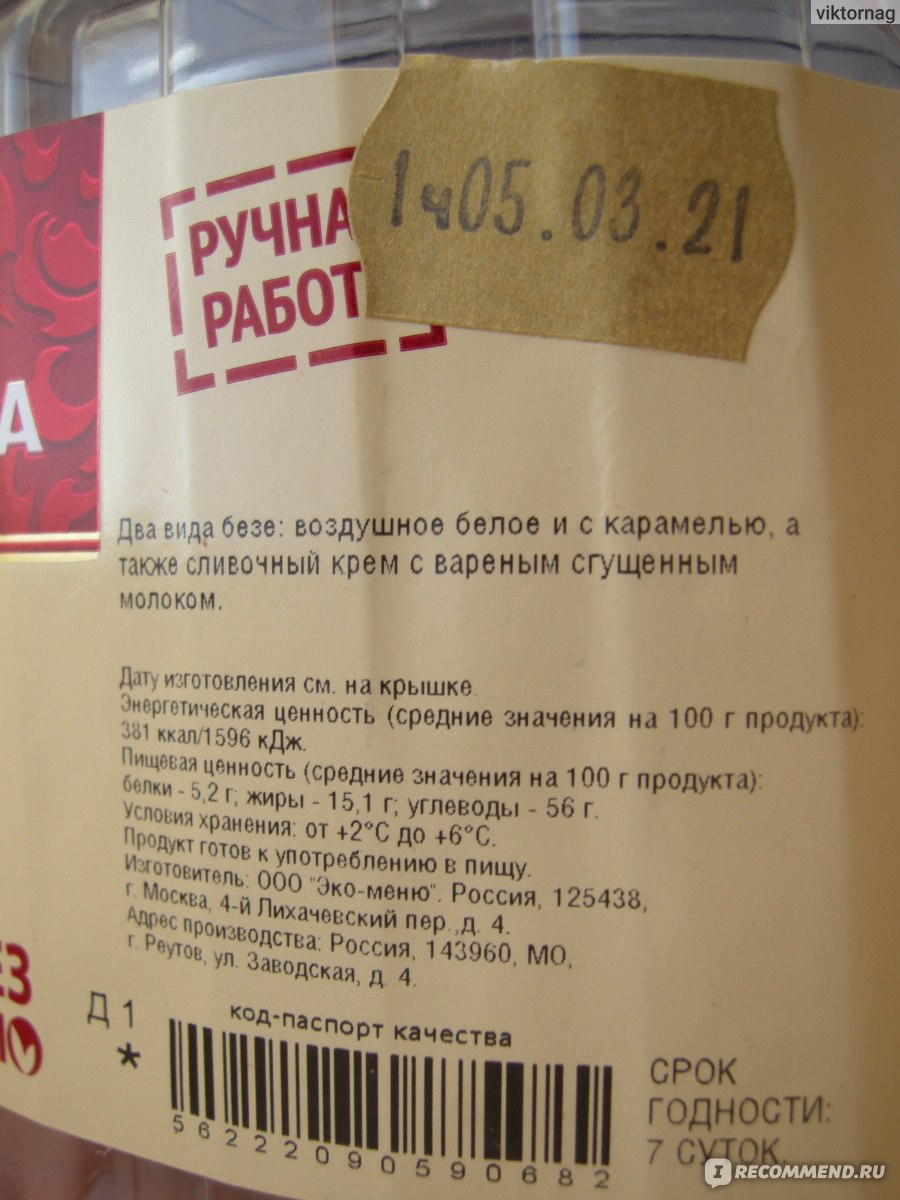 viktornag
1ч05.03.21
РУЧНА
РАБОТ
А
Два вида безе: воздушное белое и с карамелью, а
также сливочный крем с вареным сгущенным
молоком.
Дату изготовления см. на крышке.
Энергетическая ценность (средние значения на 100 г продукта):
381 ккал/1596 кДж.
Пищевая ценность (средние значения на 100 г продукта):
белки - 5,2 г; жиры - 15,1 г; углеводы - 56 г.
Условия хранения: от +2°C до +6°C.
Продукт готов к употреблению в пищу.
Изготовитель: ООО "Эко-меню". Россия, 125438,
г. Москва, 4-й Лихачевский пер.,д. 4.
Адрес производства: Россия, 143960, МО,
г. Реутов, ул. Заводская, д. 4.
ЕЗ
Д 1
*
код-паспорт качества
56222090590682
СРОК
ГОДНОСТИ:
7 СУТОК.
IRECOMMEND.RU